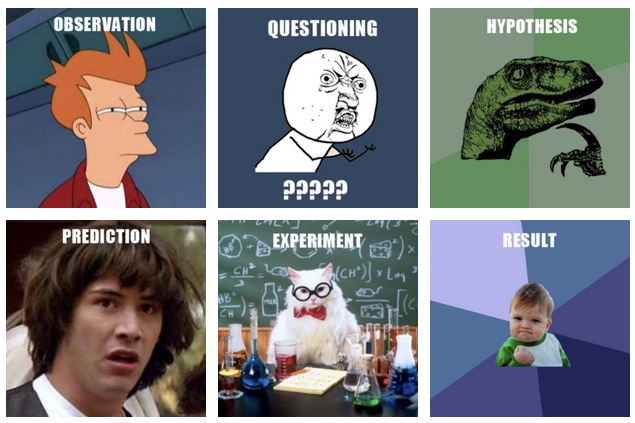 OBSERVATION
QUESTIONING
?????
HYPOTHESIS
PREDICTION
EXPERIMENT
RESULT